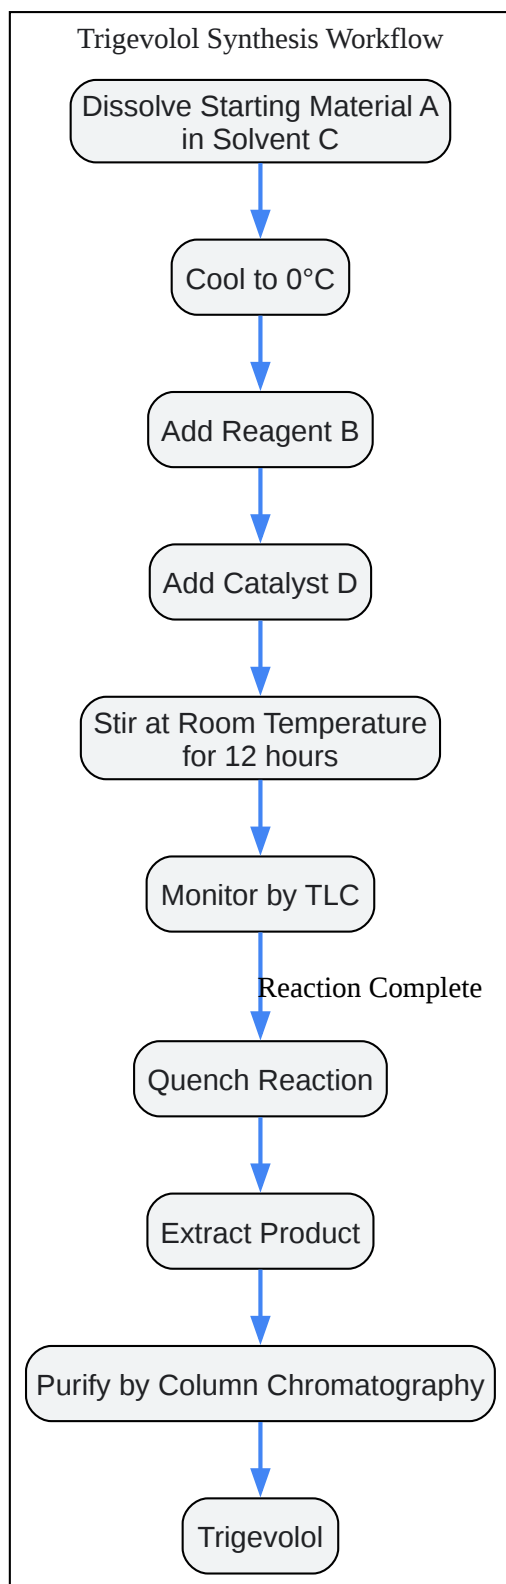 Trigevolol Synthesis Workflow
Dissolve Starting Material A
in Solvent C
Cool to 0°C
Add Reagent B
Add Catalyst D
Stir at Room Temperature
for 12 hours
Monitor by TLC
Reaction Complete
Quench Reaction
Extract Product
Purify by Column Chromatography
Trigevolol